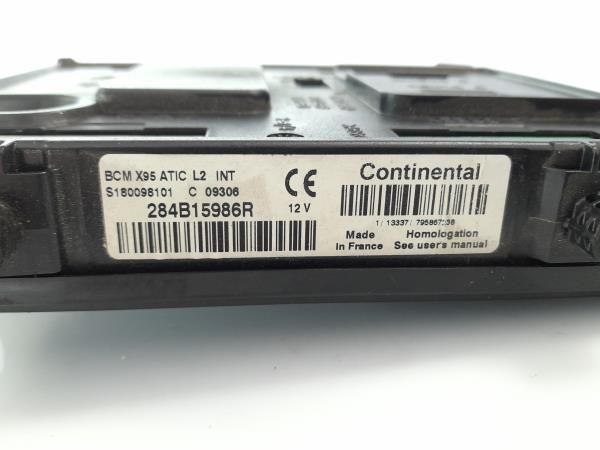 BCM X95 ATIC L2 INT
S180098101 C 09306
284B15986R
12 V
CE
Continental
Made in France
Homologation
See user's manual